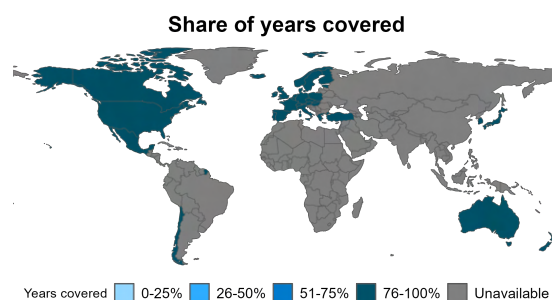 Share of years covered
Years covered 0-25% 26-50% 51-75% 76-100% Unavailable